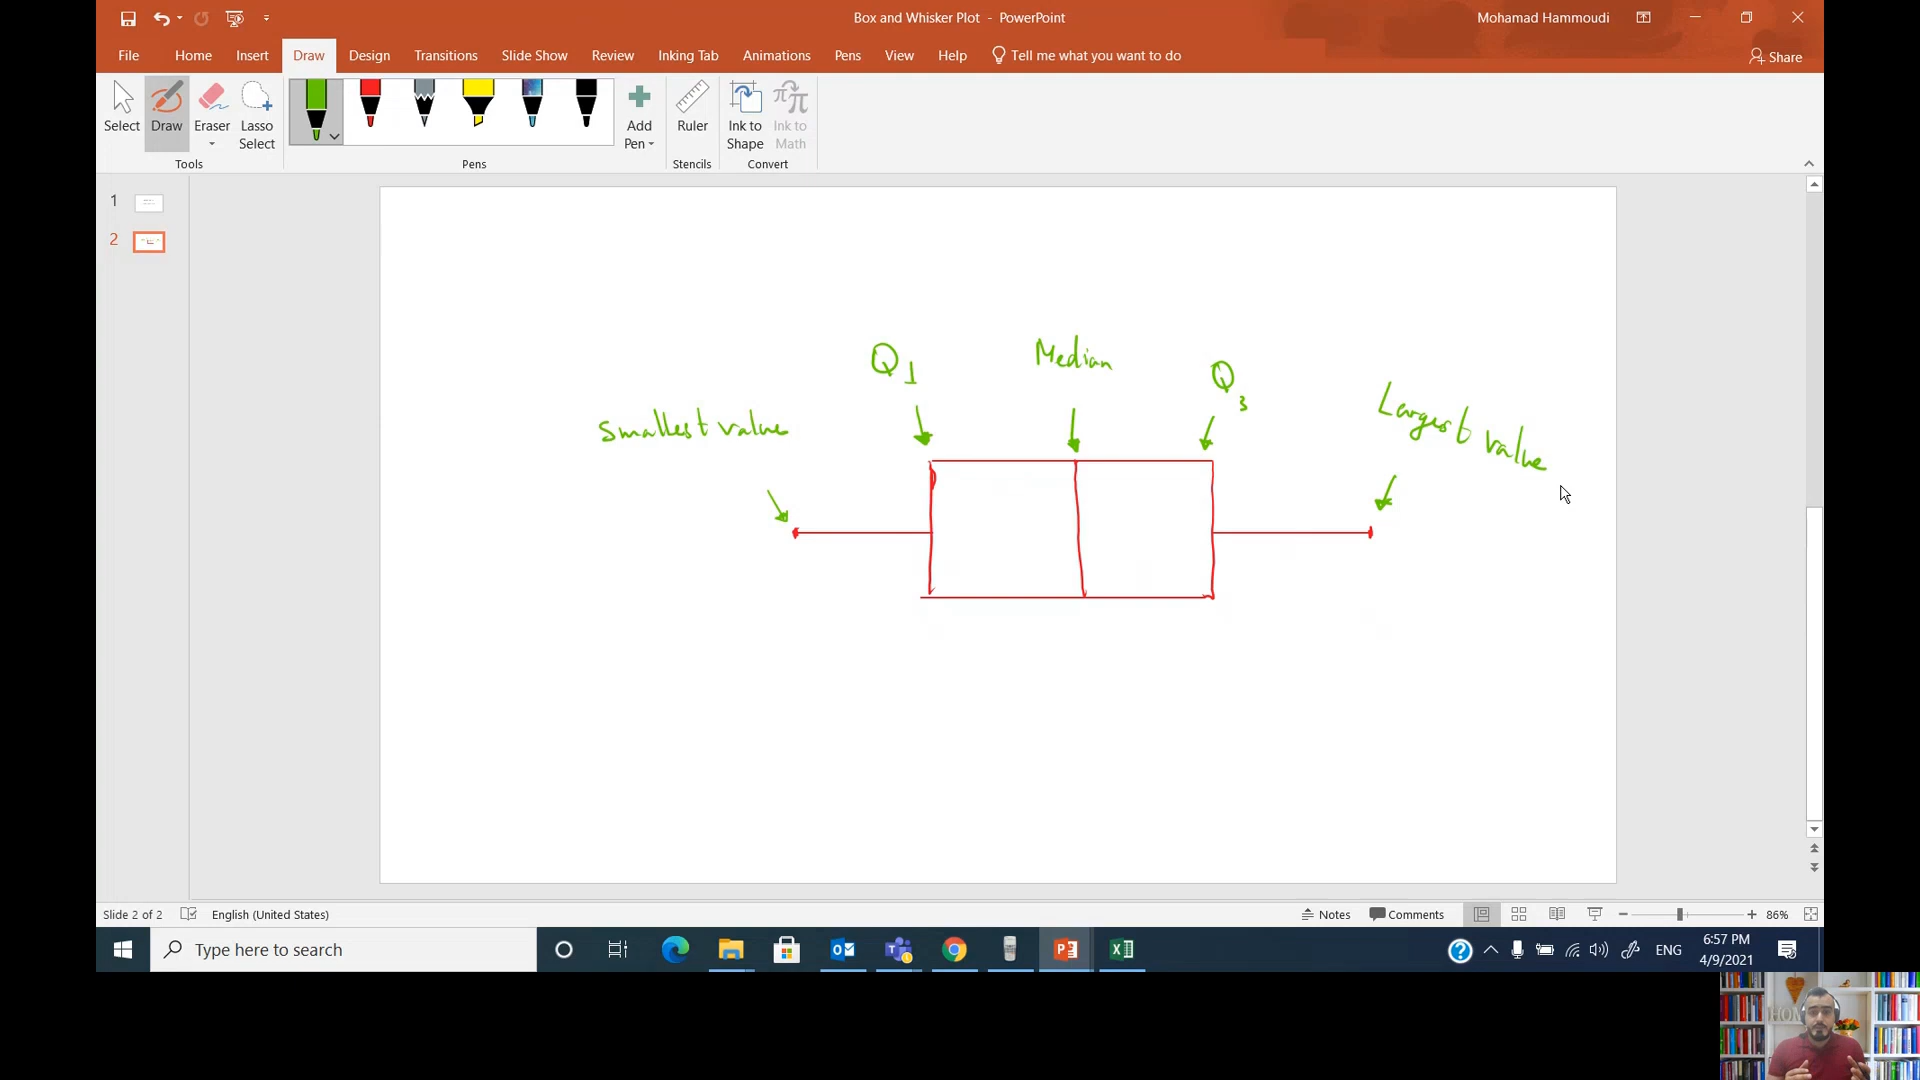 Box and Whisker Plot - PowerPoint
Mohamad Hammoudi
File Home Insert Draw Design Transitions Slide Show Review Inking Tab Animations Pens View Help Tell me what you want to do
Share
Select Draw Eraser Lasso Select
Add Pen
Ruler
Ink to Shape
Ink to Math
Tools Pens Stencils Convert
1
2
Q1
Median
Q3
Smallest value
Largest value
Slide 2 of 2 English (United States) Notes Comments 86%
Type here to search
ENG
6:57 PM
4/9/2021